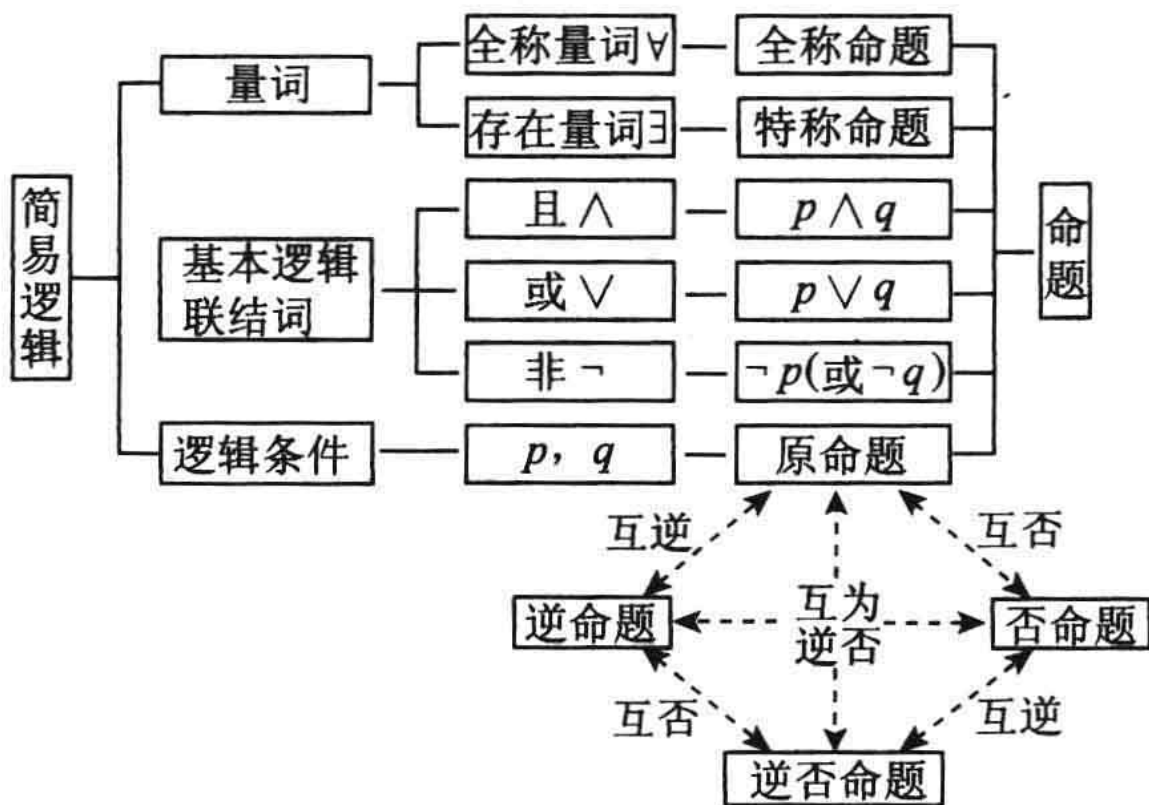 简易逻辑
量词
全称量词∀
全称命题
存在量词∃
特称命题
基本逻辑
联结词
且∧
p∧q
或∨
p∨q
非¬
¬p(或¬q)
逻辑条件
p，q
原命题
命题
互逆
互否
逆命题
互为
逆否
否命题
互否
互逆
逆否命题